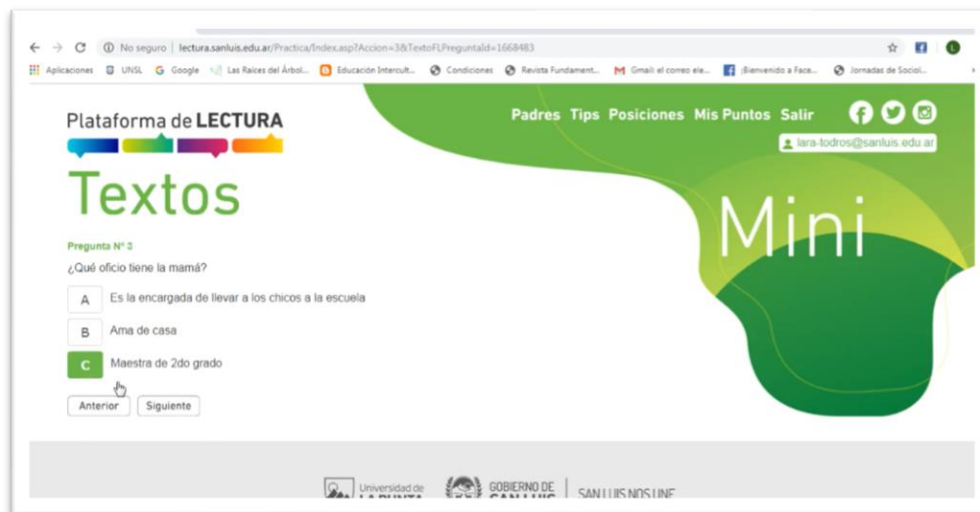 No seguro | lectura.sanluis.edu.ar/Practica/Index.asp?Accion=3&TextoFLPreguntaId=1668483
Aplicaciones UNSL Google Las Raíces del Árbol... Educación Intercult... Condiciones Revista Fundament... Gmail: el correo ele... ¡Bienvenido a Face... Jornadas de Sociol...
Plataforma de LECTURA
Padres Tips Posiciones Mis Puntos Salir
lara-todros@sanluis.edu.ar
Textos
Mini
Pregunta N° 3
¿Qué oficio tiene la mamá?
A Es la encargada de llevar a los chicos a la escuela
B Ama de casa
C Maestra de 2do grado
Anterior Siguiente
Universidad de
LA PUNTA
GOBIERNO DE
SAN LUIS
SAN LUIS NOS UNE